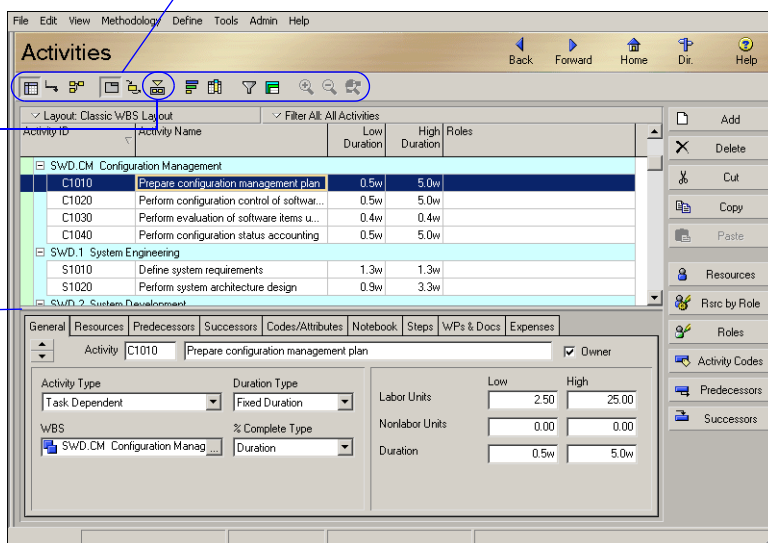 File Edit View Methodology Define Tools Admin Help
Activities
Back Forward Home Dir. Help
Layout: Classic WBS Layout Filter All: All Activities
Activity ID Activity Name Low Duration High Duration Roles
SWD.CM Configuration Management
C1010 Prepare configuration management plan 0.5w 5.0w
C1020 Perform configuration control of softwar... 0.5w 5.0w
C1030 Perform evaluation of software items u... 0.4w 0.4w
C1040 Perform configuration status accounting 0.5w 5.0w
SWD.1 System Engineering
S1010 Define system requirements 1.3w 1.3w
S1020 Perform system architecture design 0.9w 3.3w
SWD.2 System Development
Add
Delete
Cut
Copy
Paste
Resources
Rsrc by Role
Roles
Activity Codes
Predecessors
Successors
General Resources Predecessors Successors Codes/Attributes Notebook Steps WPs & Docs Expenses
Activity C1010 Prepare configuration management plan Owner
Activity Type Duration Type
Task Dependent Fixed Duration
WBS % Complete Type
SWD.CM Configuration Manag ... Duration
Low High
Labor Units 2.50 25.00
Nonlabor Units 0.00 0.00
Duration 0.5w 5.0w